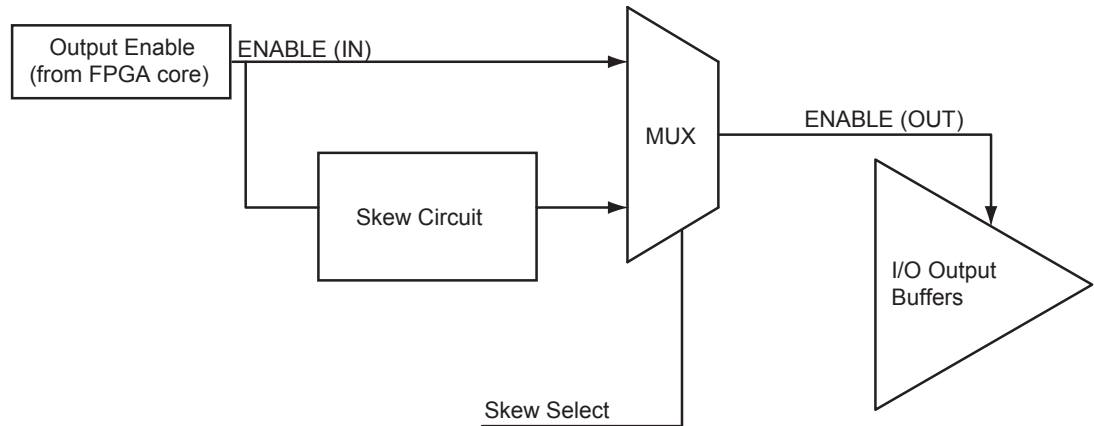 Output Enable
(from FPGA core)
ENABLE (IN)
MUX
ENABLE (OUT)
Skew Circuit
I/O Output
Buffers
Skew Select